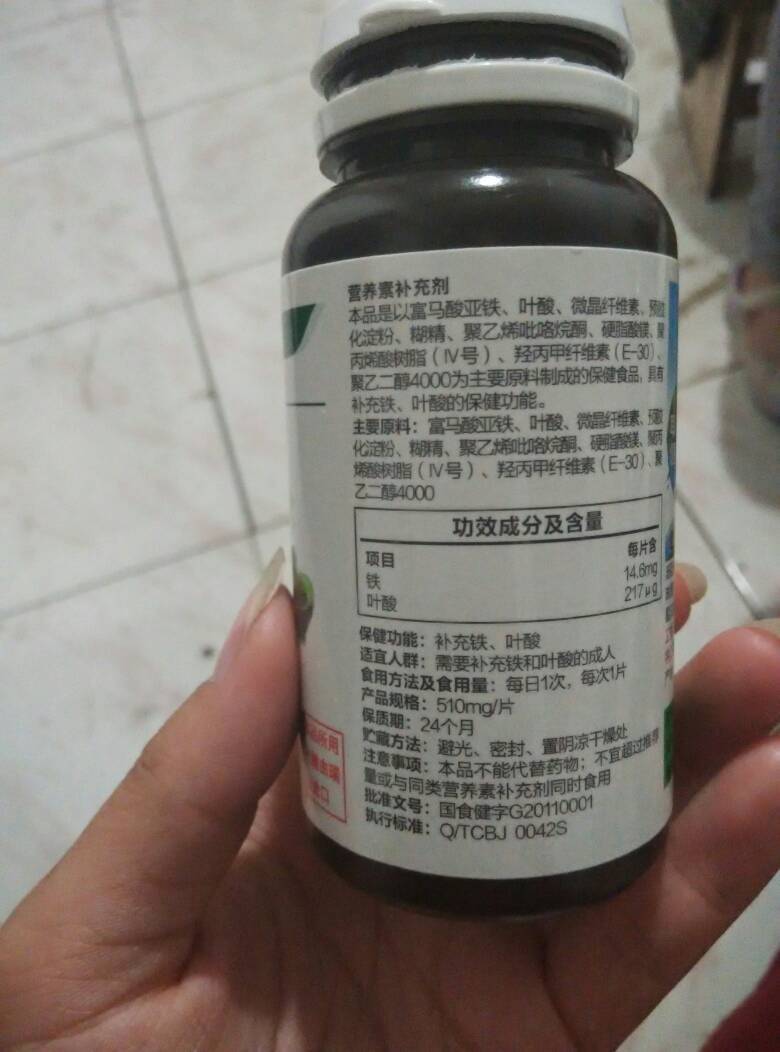 营养素补充剂
本品是以富马酸亚铁、叶酸、微晶纤维素、预胶
化淀粉、糊精、聚乙烯吡咯烷酮、硬脂酸镁、聚
丙烯酸树脂（IV号）、羟丙甲纤维素（E-30）、
聚乙二醇4000为主要原料制成的保健食品，具有
补充铁、叶酸的保健功能。
主要原料：富马酸亚铁、叶酸、微晶纤维素、预胶
化淀粉、糊精、聚乙烯吡咯烷酮、硬脂酸镁、聚丙
烯酸树脂（IV号）、羟丙甲纤维素（E-30）、聚
乙二醇4000
功效成分及含量
项目 每片含
铁 14.6mg
叶酸 217μg
保健功能：补充铁、叶酸
适宜人群：需要补充铁和叶酸的成人
食用方法及食用量：每日1次，每次1片
产品规格：510mg/片
保质期：24个月
贮藏方法：避光、密封、置阴凉干燥处
注意事项：本品不能代替药物；不宜超过推荐
量或与同类营养素补充剂同时食用
批准文号：国食健字G20110001
执行标准：Q/TCBJ 0042S
所用
口